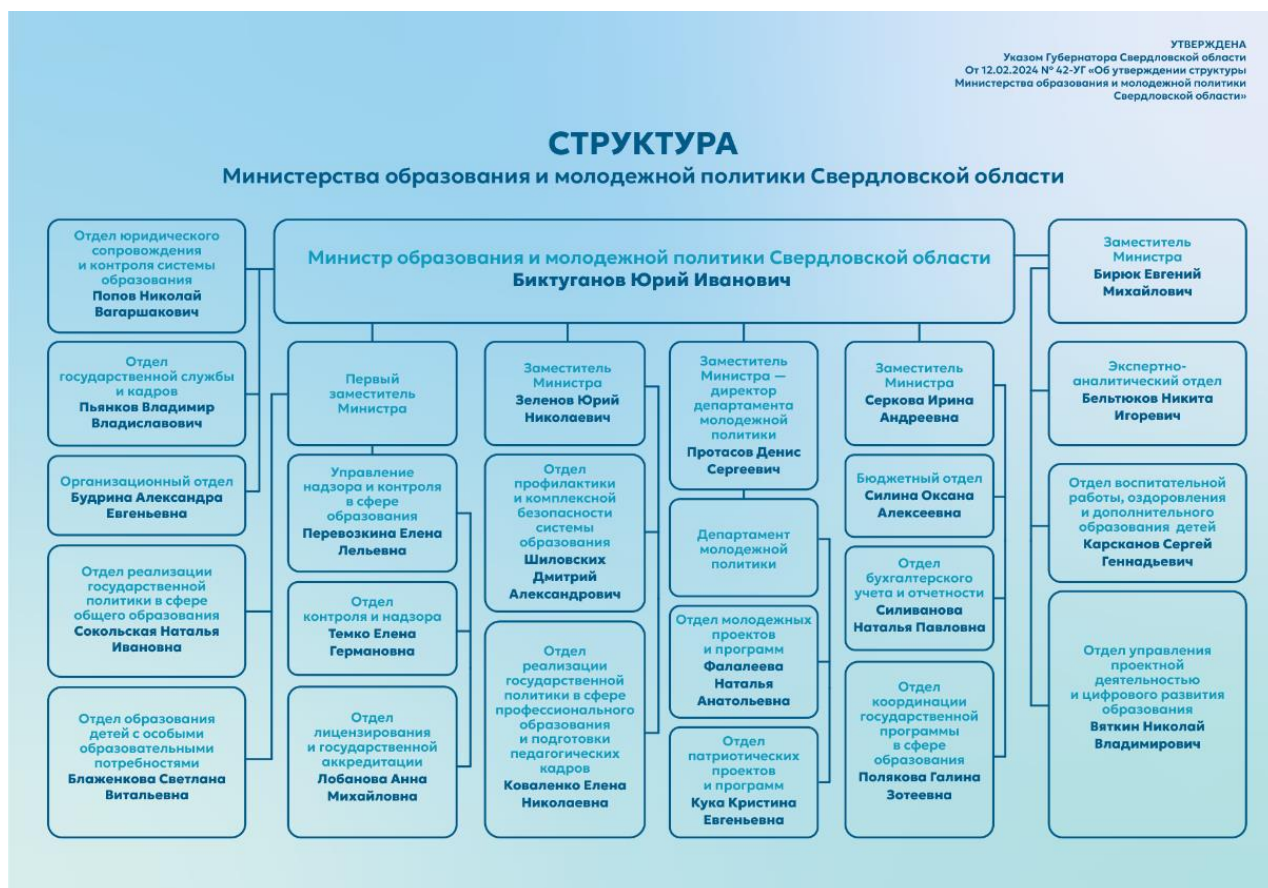 УТВЕРЖДЕНА
Указом Губернатора Свердловской области
От 12.02.2024 № 42-УГ «Об утверждении структуры
Министерства образования и молодежной политики
Свердловской области»
СТРУКТУРА
Министерства образования и молодежной политики Свердловской области
Отдел юридического
сопровождения
и контроля системы
образования
Попов Николай
Вагаршакович
Министр образования и молодежной политики Свердловской области
Биктуганов Юрий Иванович
Заместитель
Министра
Бирюк Евгений
Михайлович
Отдел
государственной службы
и кадров
Пьянков Владимир
Владиславович
Первый
заместитель
Министра
Заместитель
Министра
Зеленов Юрий
Николаевич
Заместитель
Министра —
директор
департамента
молодежной
политики
Протасов Денис
Сергеевич
Заместитель
Министра
Серкова Ирина
Андреевна
Экспертно-
аналитический отдел
Бельтюков Никита
Игоревич
Организационный отдел
Будрина Александра
Евгеньевна
Управление
надзора и контроля
в сфере
образования
Перевозкина Елена
Лельевна
Отдел
профилактики
и комплексной
безопасности
системы
образования
Шиловских
Дмитрий
Александрович
Департамент
молодежной
политики
Бюджетный отдел
Силина Оксана
Алексеевна
Отдел воспитательной
работы, оздоровления
и дополнительного
образования детей
Карсканов Сергей
Геннадьевич
Отдел реализации
государственной
политики в сфере
общего образования
Сокольская Наталья
Ивановна
Отдел
контроля и надзора
Темко Елена
Германовна
Отдел
реализации
государственной
политики в сфере
профессионального
образования
и подготовки
педагогических
кадров
Коваленко Елена
Николаевна
Отдел молодежных
проектов
и программ
Фалалеева
Наталья
Анатольевна
Отдел
бухгалтерского
учета и отчетности
Силиванова
Наталья Павловна
Отдел управления
проектной
деятельностью
и цифрового развития
образования
Вяткин Николай
Владимирович
Отдел образования
детей с особыми
образовательными
потребностями
Блаженкова Светлана
Витальевна
Отдел
лицензирования
и государственной
аккредитации
Лобанова Анна
Михайловна
Отдел
патриотических
проектов
и программ
Кука Кристина
Евгеньевна
Отдел
координации
государственной
программы
в сфере
образования
Полякова Галина
Зотеевна